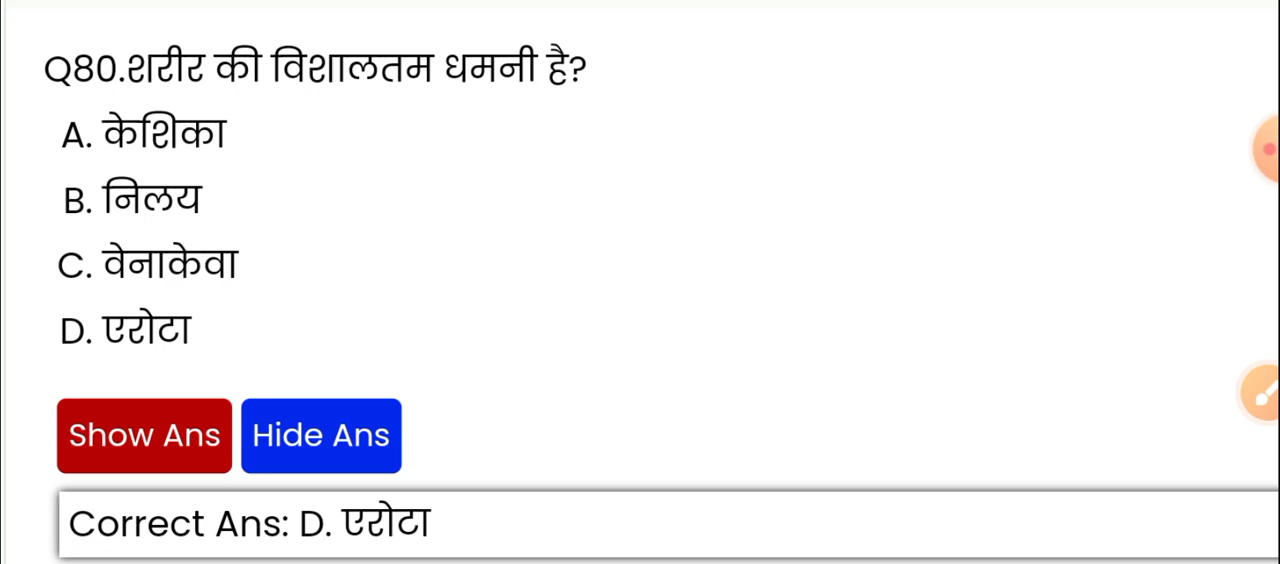 Q80.शरीर की विशालतम धमनी है?
A. केशिका
B. निलय
C. वेनाकेवा
D. एरोटा
Show Ans Hide Ans
Correct Ans: D. एरोटा